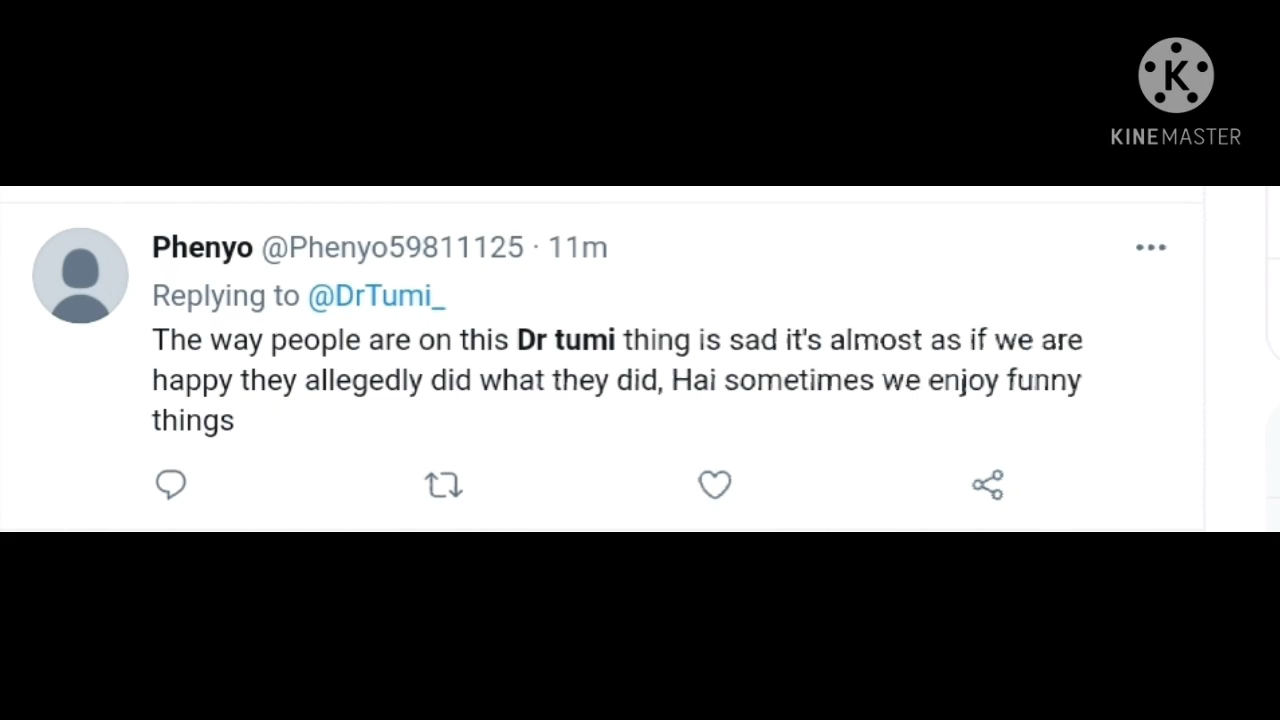 K
KINEMASTER
Phenyo @Phenyo59811125 · 11m
Replying to @DrTumi_
The way people are on this Dr tumi thing is sad it's almost as if we are
happy they allegedly did what they did, Hai sometimes we enjoy funny
things